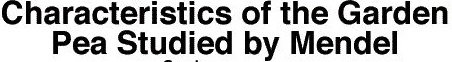 Characteristics of the Garden
Pea Studied by Mendel